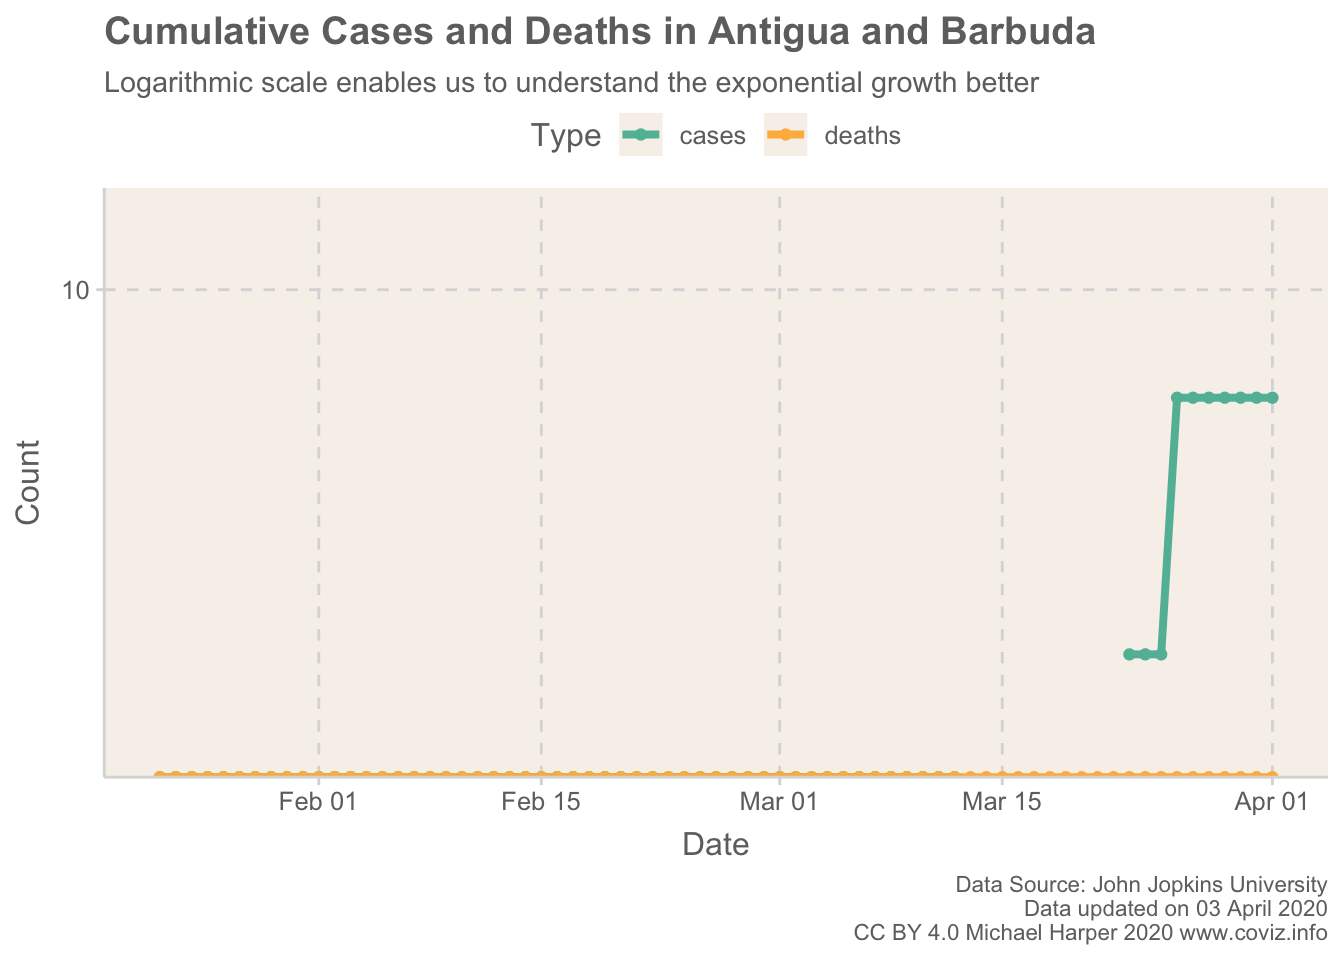 Cumulative Cases and Deaths in Antigua and Barbuda
Logarithmic scale enables us to understand the exponential growth better
Type cases deaths
10
Count
Feb 01 Feb 15 Mar 01 Mar 15 Apr 01
Date
Data Source: John Jopkins University
Data updated on 03 April 2020
CC BY 4.0 Michael Harper 2020 www.coviz.info